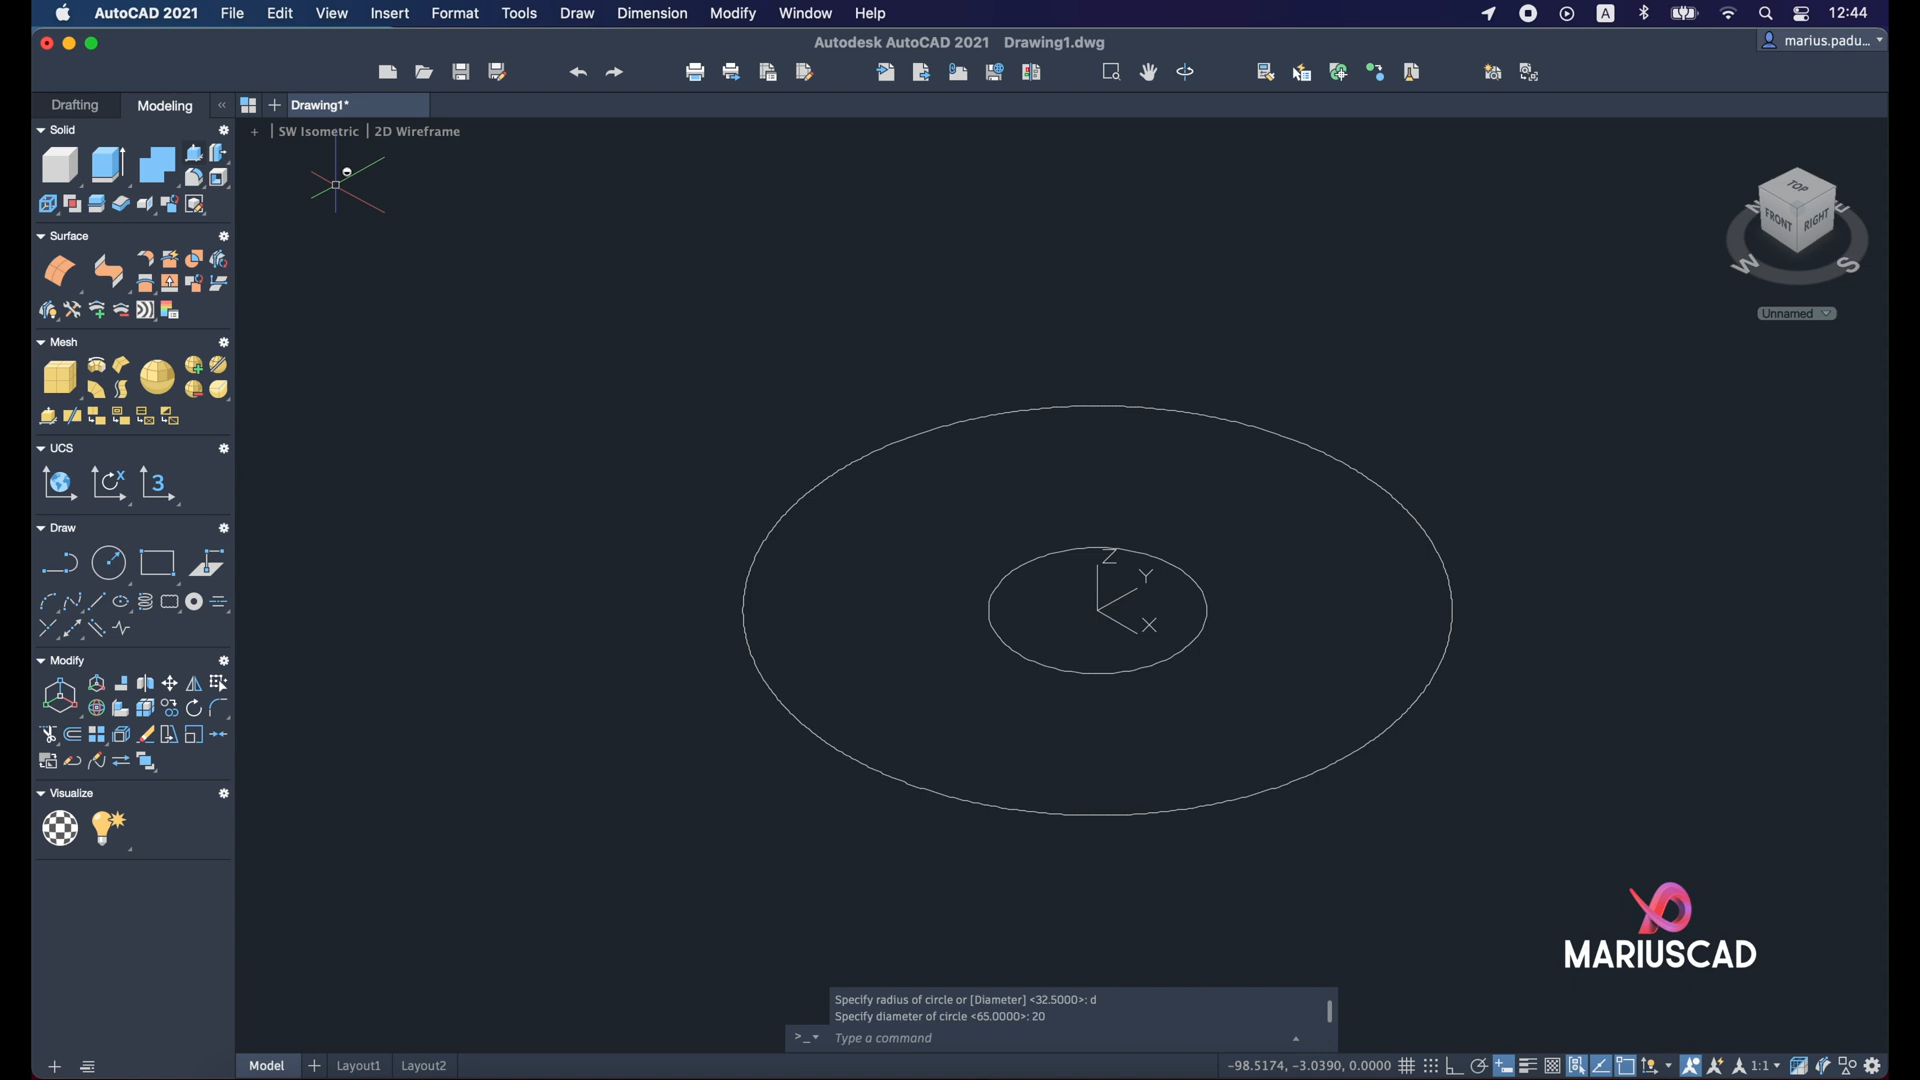 AutoCAD 2021 File Edit View Insert Format Tools Draw Dimension Modify Window Help A 12:44
Autodesk AutoCAD 2021 Drawing1.dwg marius.padu...
Drafting Modeling « Drawing1*
Solid + SW Isometric 2D Wireframe
Surface
Mesh
UCS
X 3
Draw
Modify
Visualize
TOP
FRONT RIGHT
W S
Unnamed
Z
Y
X
MARIUSCAD
Specify radius of circle or [Diameter] <32.5000>: d
Specify diameter of circle <65.0000>: 20
>_ Type a command
Model + Layout1 Layout2 -98.5174, -3.0390, 0.0000 1:1